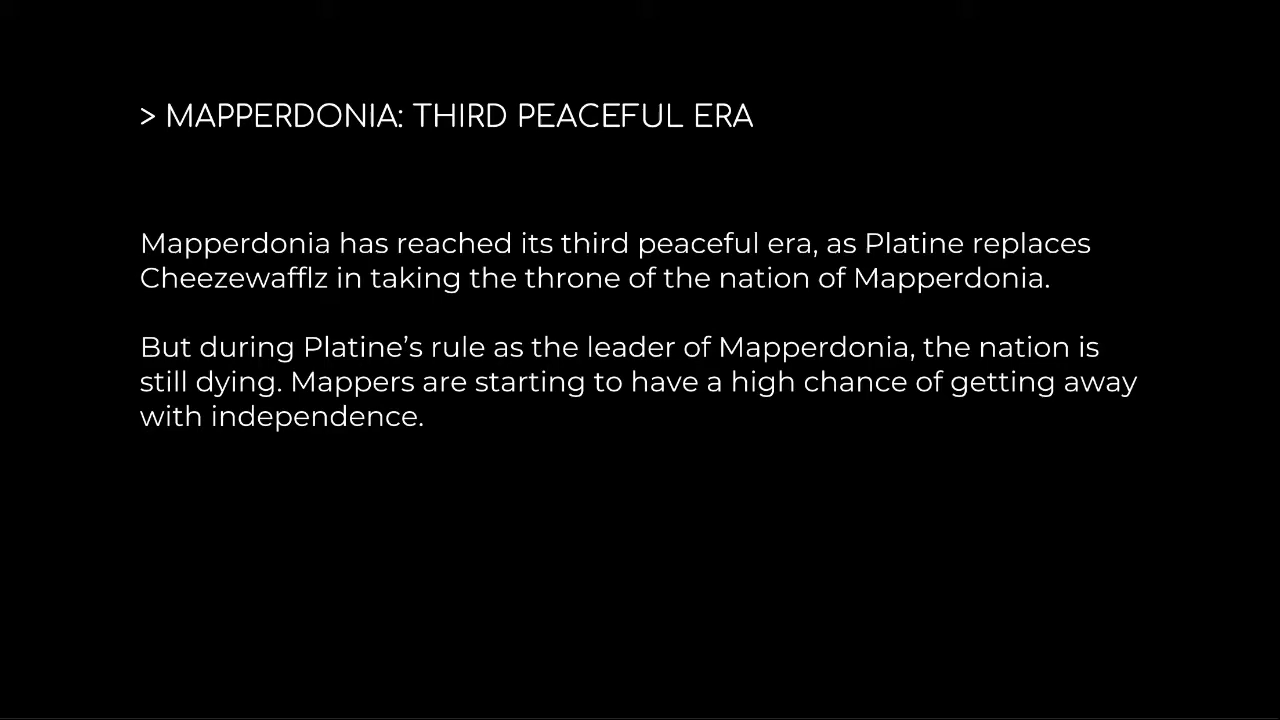 > MAPPERDONIA: THIRD PEACEFUL ERA
Mapperdonia has reached its third peaceful era, as Platine replaces
Cheezewafflz in taking the throne of the nation of Mapperdonia.
But during Platine’s rule as the leader of Mapperdonia, the nation is
still dying. Mappers are starting to have a high chance of getting away
with independence.